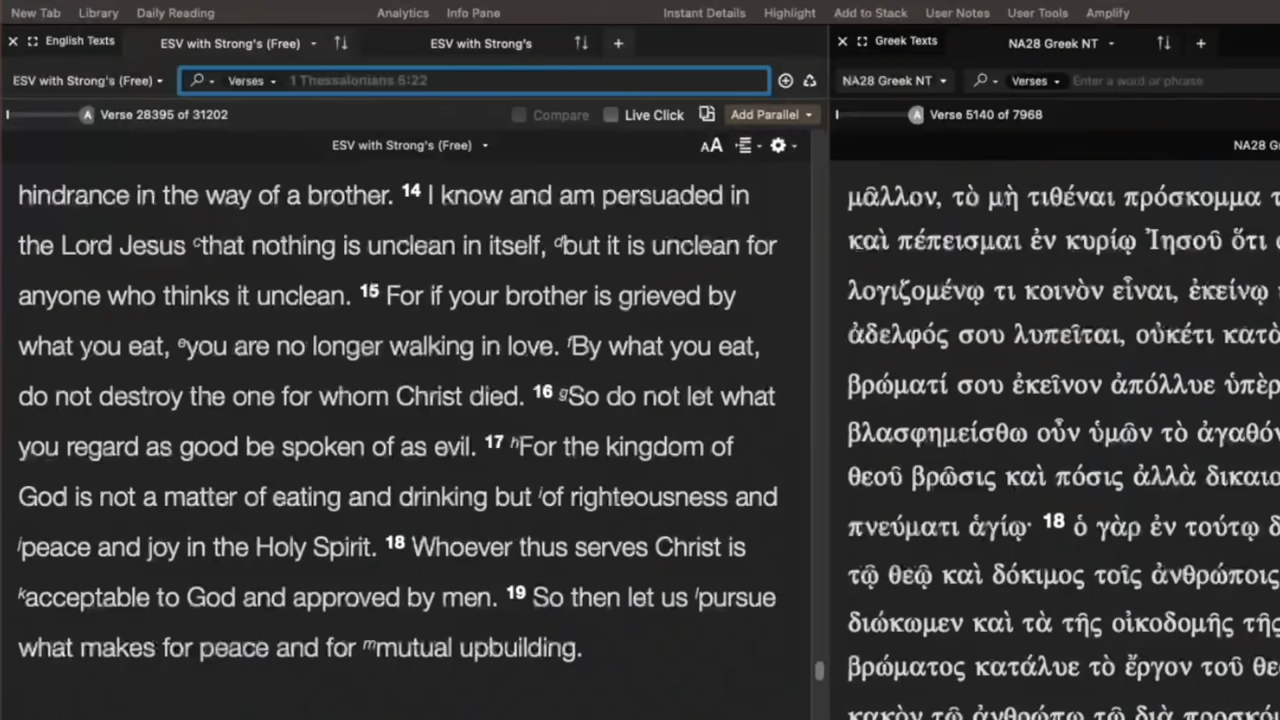 New Tab Library Daily Reading Analytics Info Pane Instant Details Highlight Add to Stack User Notes User Tools Amplify
English Texts ESV with Strong's (Free) ESV with Strong's +
ESV with Strong's (Free) Verses 1 Thessalonians 5:22
A Verse 28395 of 31202 Compare Live Click Add Parallel
ESV with Strong's (Free) AA
hindrance in the way of a brother. 14 I know and am persuaded in
the Lord Jesus cthat nothing is unclean in itself, dbut it is unclean for
anyone who thinks it unclean. 15 For if your brother is grieved by
what you eat, eyou are no longer walking in love. fBy what you eat,
do not destroy the one for whom Christ died. 16 gSo do not let what
you regard as good be spoken of as evil. 17 hFor the kingdom of
God is not a matter of eating and drinking but iof righteousness and
jpeace and joy in the Holy Spirit. 18 Whoever thus serves Christ is
kacceptable to God and approved by men. 19 So then let us lpursue
what makes for peace and for mmutual upbuilding.
Greek Texts NA28 Greek NT +
NA28 Greek NT Verses Enter a word or phrase
A Verse 5140 of 7968
NA28 G
μᾶλλον, τὸ μὴ τιθέναι πρόσκομμα τ
καὶ πέπεισμαι ἐν κυρίῳ Ἰησοῦ ὅτι
λογιζομένῳ τι κοινὸν εἶναι, ἐκείνῳ
ἀδελφός σου λυπεῖται, οὐκέτι κατὰ
βρώματί σου ἐκεῖνον ἀπόλλυε ὑπὲρ
βλασφημείσθω οὖν ὑμῶν τὸ ἀγαθόν
θεοῦ βρῶσις καὶ πόσις ἀλλὰ δικαιο
πνεύματι ἁγίῳ· 18 ὁ γὰρ ἐν τούτῳ δ
τῷ θεῷ καὶ δόκιμος τοῖς ἀνθρώποις
διώκωμεν καὶ τὰ τῆς οἰκοδομῆς τῆς
βρώματος κατάλυε τὸ ἔργον τοῦ θε
κακὸν τῷ ἀνθρώπῳ τῷ διὰ προσκόμ